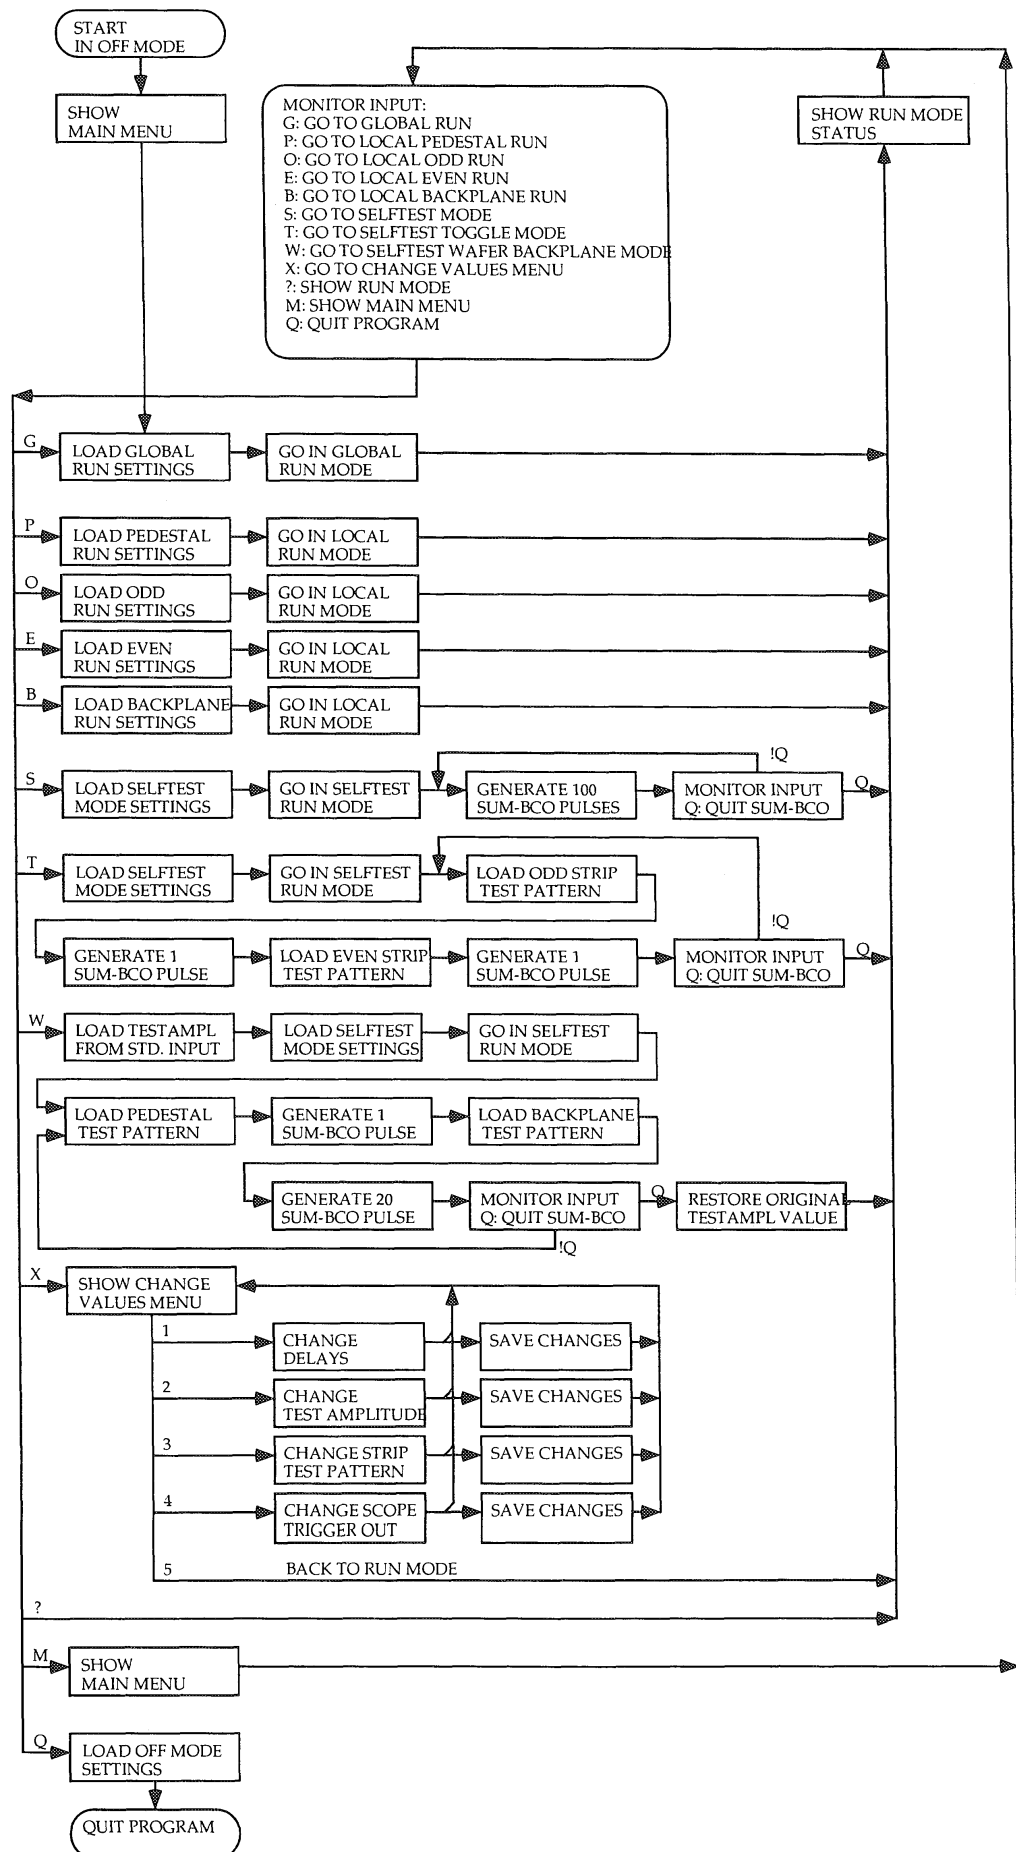 START
IN OFF MODE
SHOW
MAIN MENU
MONITOR INPUT:
G: GO TO GLOBAL RUN
P: GO TO LOCAL PEDESTAL RUN
O: GO TO LOCAL ODD RUN
E: GO TO LOCAL EVEN RUN
B: GO TO LOCAL BACKPLANE RUN
S: GO TO SELFTEST MODE
T: GO TO SELFTEST TOGGLE MODE
W: GO TO SELFTEST WAFER BACKPLANE MODE
X: GO TO CHANGE VALUES MENU
?: SHOW RUN MODE
M: SHOW MAIN MENU
Q: QUIT PROGRAM
SHOW RUN MODE
STATUS
G
LOAD GLOBAL
RUN SETTINGS
GO IN GLOBAL
RUN MODE
P
LOAD PEDESTAL
RUN SETTINGS
GO IN LOCAL
RUN MODE
O
LOAD ODD
RUN SETTINGS
GO IN LOCAL
RUN MODE
E
LOAD EVEN
RUN SETTINGS
GO IN LOCAL
RUN MODE
B
LOAD BACKPLANE
RUN SETTINGS
GO IN LOCAL
RUN MODE
S
LOAD SELFTEST
MODE SETTINGS
GO IN SELFTEST
RUN MODE
GENERATE 100
SUM-BCO PULSES
!Q
MONITOR INPUT
Q: QUIT SUM-BCO
Q
T
LOAD SELFTEST
MODE SETTINGS
GO IN SELFTEST
RUN MODE
LOAD ODD STRIP
TEST PATTERN
!Q
GENERATE 1
SUM-BCO PULSE
LOAD EVEN STRIP
TEST PATTERN
GENERATE 1
SUM-BCO PULSE
MONITOR INPUT
Q: QUIT SUM-BCO
Q
W
LOAD TESTAMPL
FROM STD. INPUT
LOAD SELFTEST
MODE SETTINGS
GO IN SELFTEST
RUN MODE
LOAD PEDESTAL
TEST PATTERN
GENERATE 1
SUM-BCO PULSE
LOAD BACKPLANE
TEST PATTERN
GENERATE 20
SUM-BCO PULSE
MONITOR INPUT
Q: QUIT SUM-BCO
Q
RESTORE ORIGINAL
TESTAMPL VALUE
!Q
X
SHOW CHANGE
VALUES MENU
1
CHANGE
DELAYS
SAVE CHANGES
2
CHANGE
TEST AMPLITUDE
SAVE CHANGES
3
CHANGE STRIP
TEST PATTERN
SAVE CHANGES
4
CHANGE SCOPE
TRIGGER OUT
SAVE CHANGES
5
BACK TO RUN MODE
?
M
SHOW
MAIN MENU
Q
LOAD OFF MODE
SETTINGS
QUIT PROGRAM